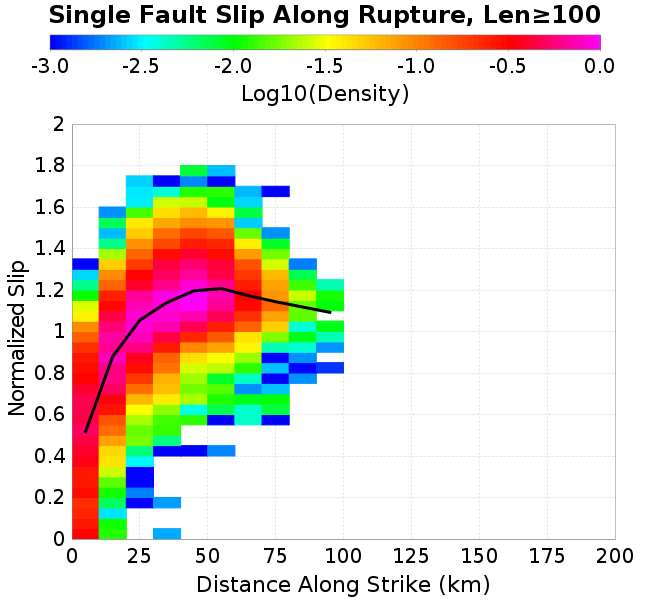 Single Fault Slip Along Rupture, Len≥100
-3.0 -2.5 -2.0 -1.5 -1.0 -0.5 0.0
Log10(Density)
2
1.8
1.6
1.4
1.2
1
0.8
0.6
0.4
0.2
0
Normalized Slip
0 25 50 75 100 125 150 175 200
Distance Along Strike (km)